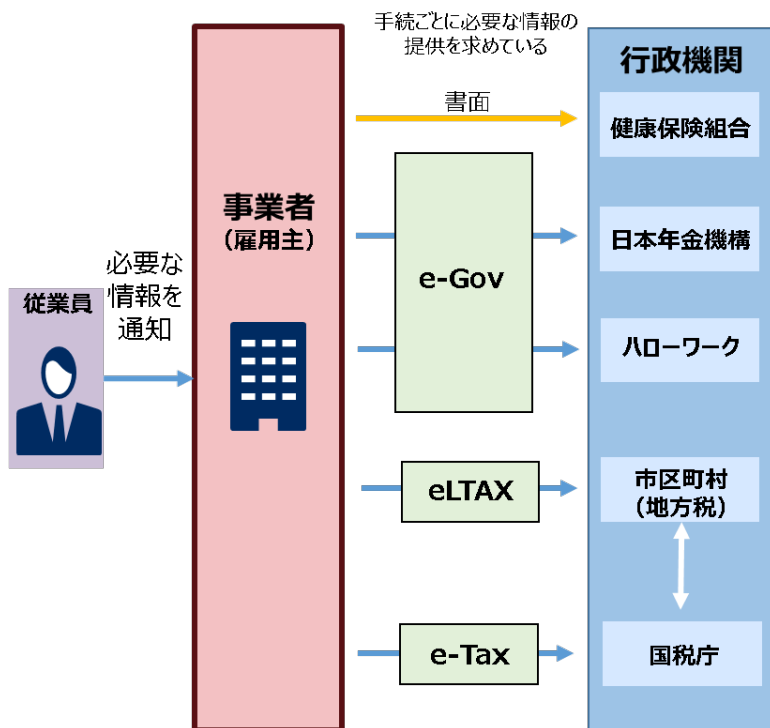 手続ごとに必要な情報の
提供を求めている
行政機関
書面
健康保険組合
事業者
（雇用主）
e-Gov
日本年金機構
必要な
情報を
通知
従業員
ハローワーク
eLTAX
市区町村
（地方税）
e-Tax
国税庁